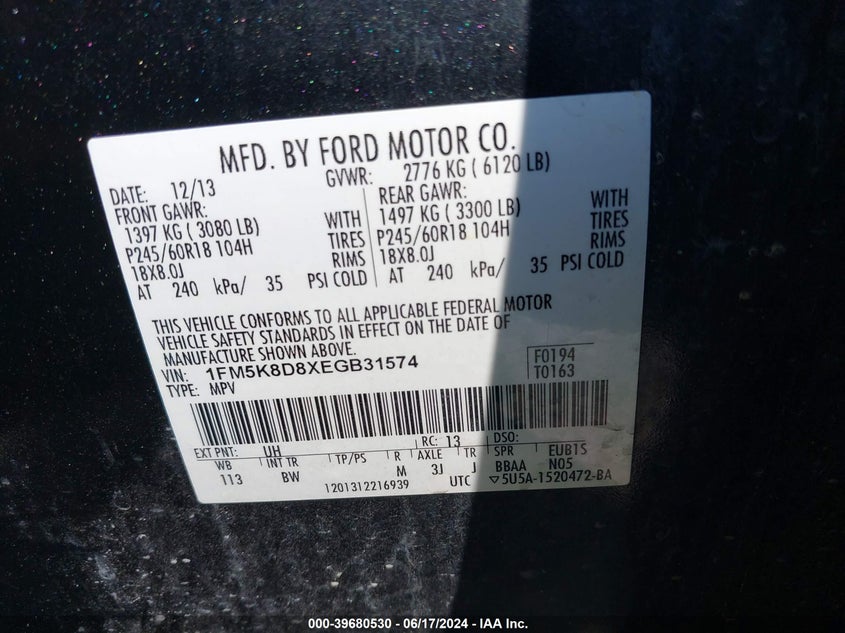 MFD. BY FORD MOTOR CO.
DATE: 12/13 GVWR: 2776 KG ( 6120 LB)
FRONT GAWR: REAR GAWR:
1397 KG ( 3080 LB) WITH 1497 KG ( 3300 LB) WITH
P245/60R18 104H TIRES P245/60R18 104H TIRES
18X8.0J RIMS 18X8.0J RIMS
AT 240 kPa/ 35 PSI COLD AT 240 kPa/ 35 PSI COLD
THIS VEHICLE CONFORMS TO ALL APPLICABLE FEDERAL MOTOR
VEHICLE SAFETY STANDARDS IN EFFECT ON THE DATE OF
MANUFACTURE SHOWN ABOVE.
VIN: 1FM5K8D8XEGB31574 F0194
TYPE: MPV T0163
EXT PNT: UH RC: 13 DSO:
WB INT TR TP/PS R AXLE TR SPR EUB1S
113 BW M 3J J BBAA N05
1201312216939 UTC ▽5U5A-1520472-BA
000-39680530 - 06/17/2024 - IAA Inc.